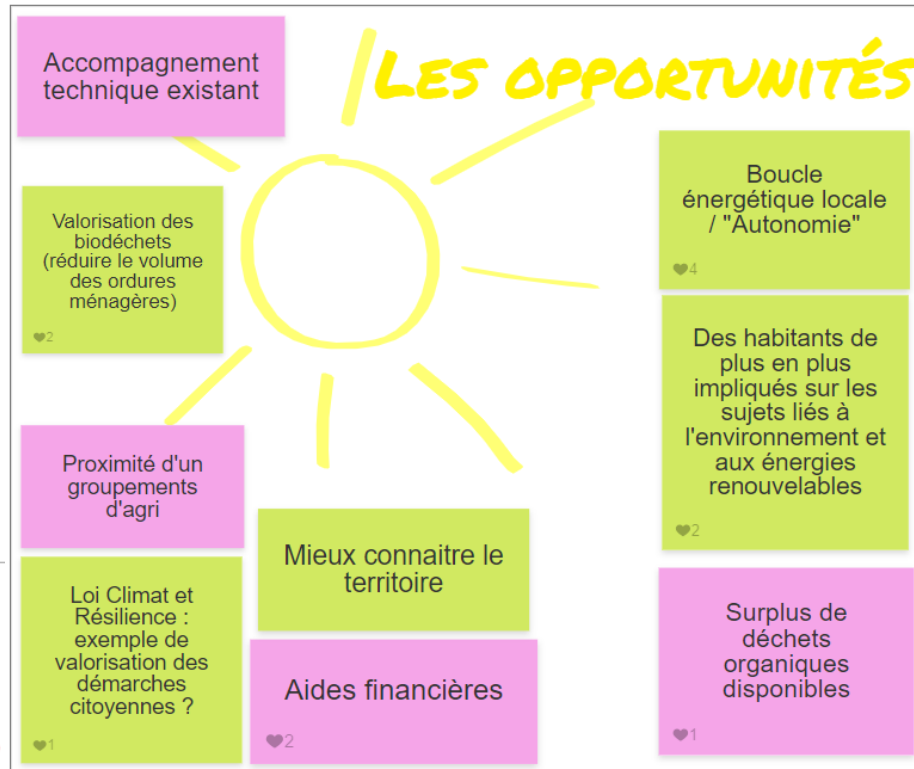 LES OPPORTUNITÉS
Accompagnement
technique existant
Valorisation des
biodéchets
(réduire le volume
des ordures
ménagères)
2
Proximité d'un
groupements
d'agri
Loi Climat et
Résilience :
exemple de
valorisation des
démarches
citoyennes ?
1
Mieux connaitre le
territoire
Aides financières
2
Boucle
énergétique locale
/ "Autonomie"
4
Des habitants de
plus en plus
impliqués sur les
sujets liés à
l'environnement et
aux énergies
renouvelables
2
Surplus de
déchets
organiques
disponibles
1